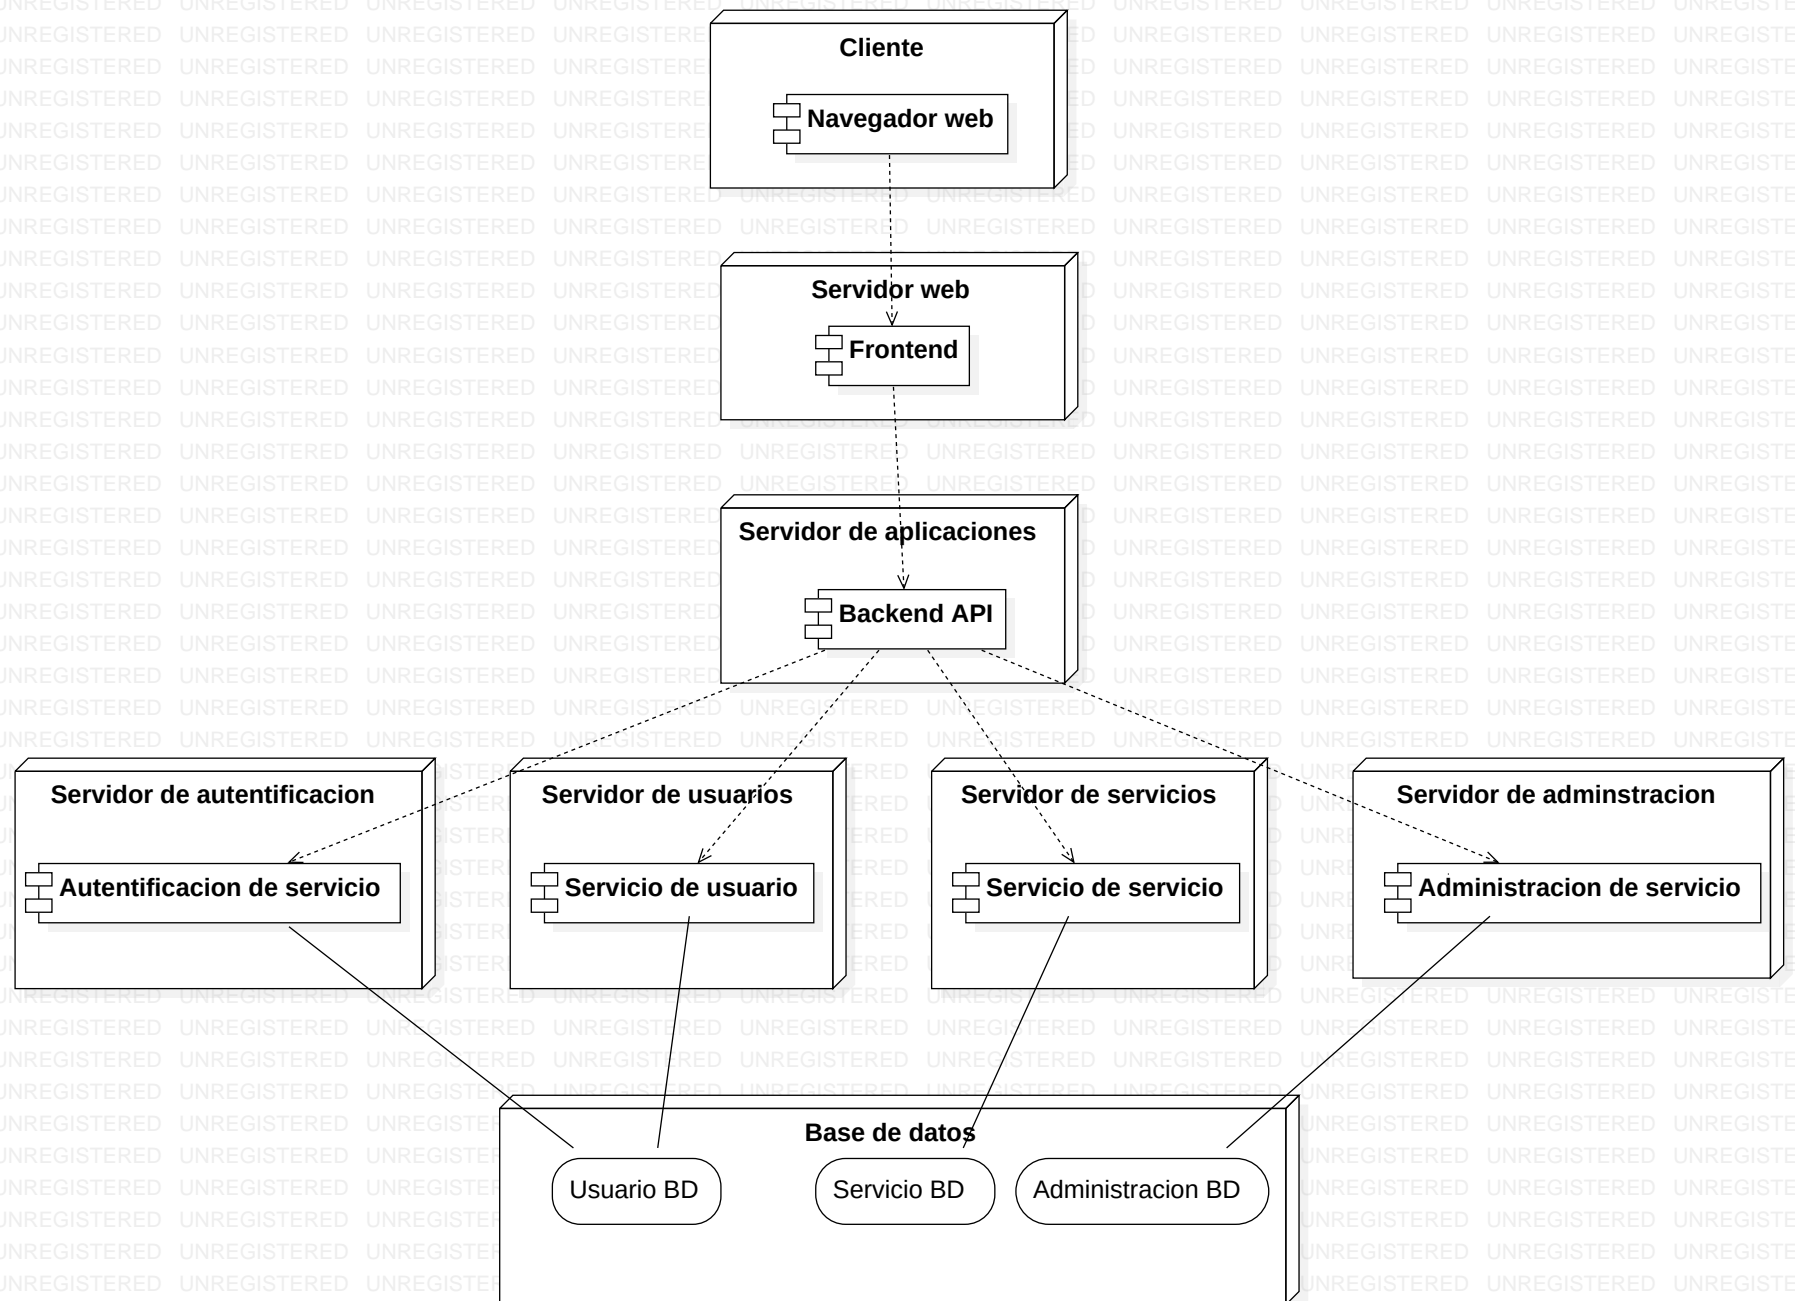 Cliente
Navegador web
Servidor web
Frontend
Servidor de aplicaciones
Backend API
Servidor de autentificacion
Servidor de usuarios
Servidor de servicios
Servidor de adminstracion
Autentificacion de servicio
Servicio de usuario
Servicio de servicio
Administracion de servicio
Base de datos
Usuario BD
Servicio BD
Administracion BD
UNREGISTERED